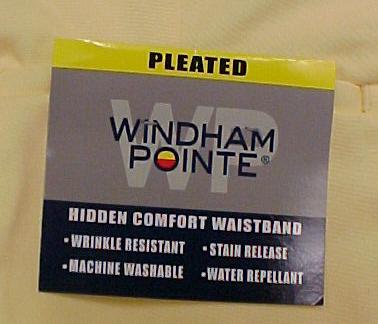 PLEATED
WP
WINDHAM
POINTE®
HIDDEN COMFORT WAISTBAND
•WRINKLE RESISTANT •STAIN RELEASE
•MACHINE WASHABLE •WATER REPELLANT